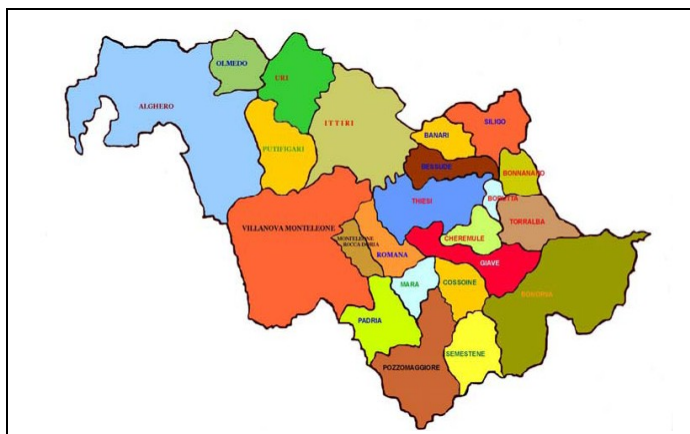 OLMEDO
URI
ALGHERO
ITTIRI
SILIGO
BANARI
PUTIFIGARI
BESSUDE
BONNANARO
THIESI
BORUTTA
TORRALBA
VILLANOVA MONTELEONE
MONTELEONE
ROCCA DORIA
CHEREMULE
ROMANA
GIAVE
MARA
COSSOINE
BONORVA
PADRIA
SEMESTENE
POZZOMAGGIORE